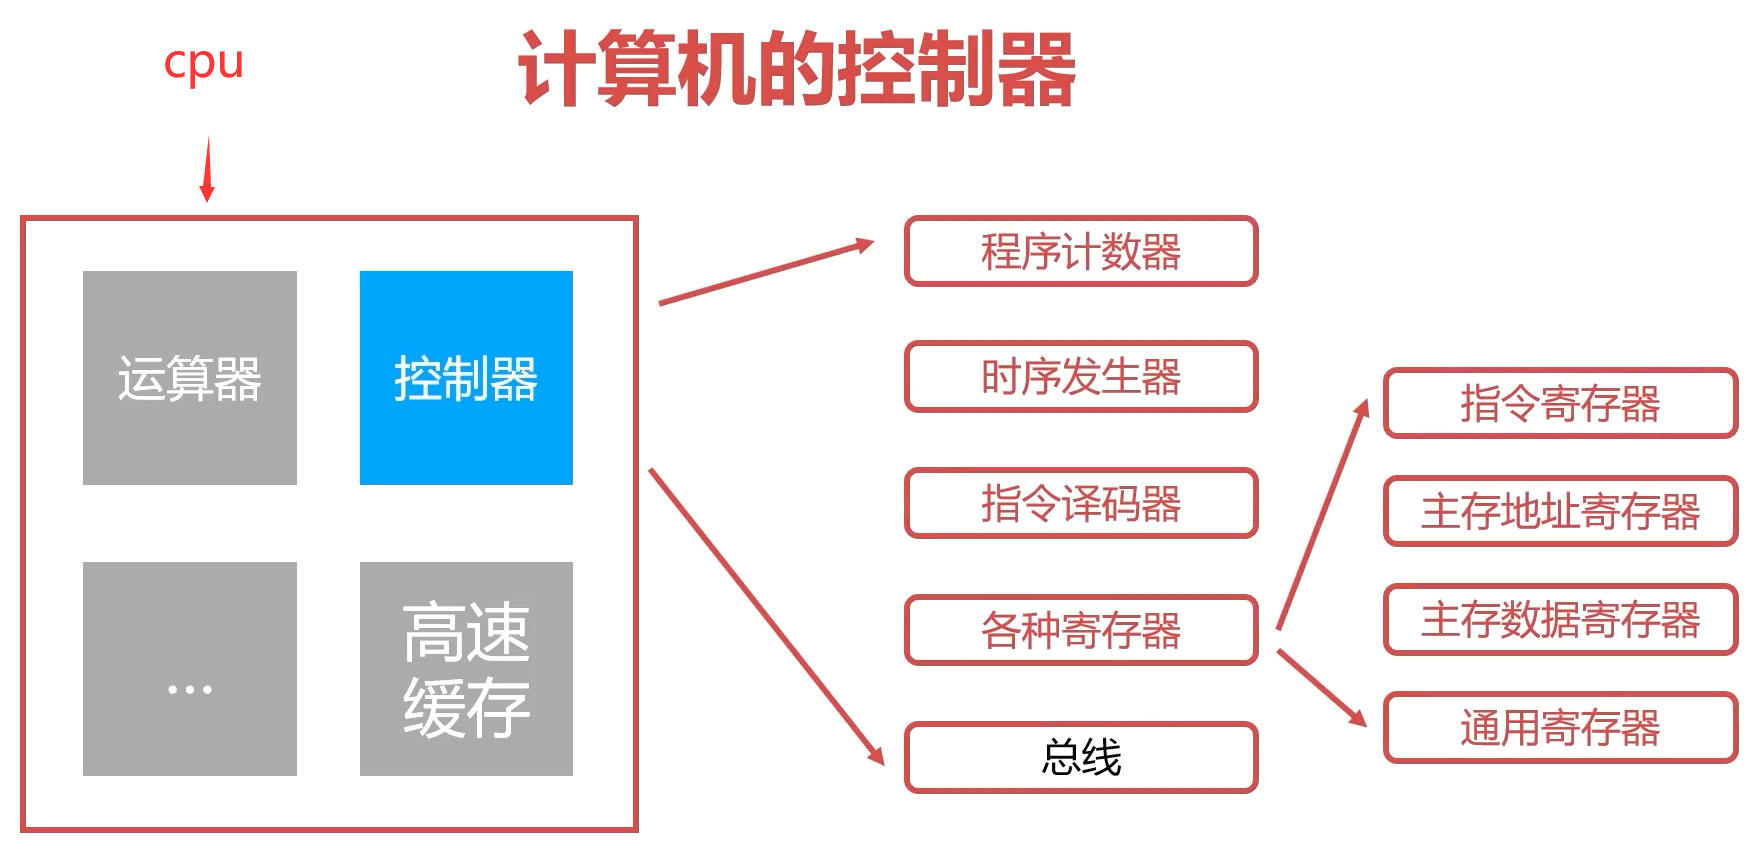 cpu
计算机的控制器
运算器
控制器
...
高速
缓存
程序计数器
时序发生器
指令译码器
各种寄存器
总线
指令寄存器
主存地址寄存器
主存数据寄存器
通用寄存器